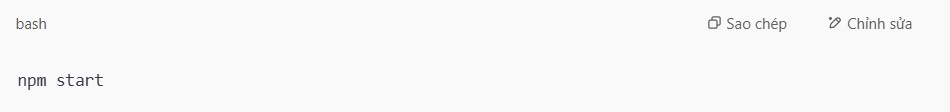 bash
Sao chép
Chỉnh sửa
npm start